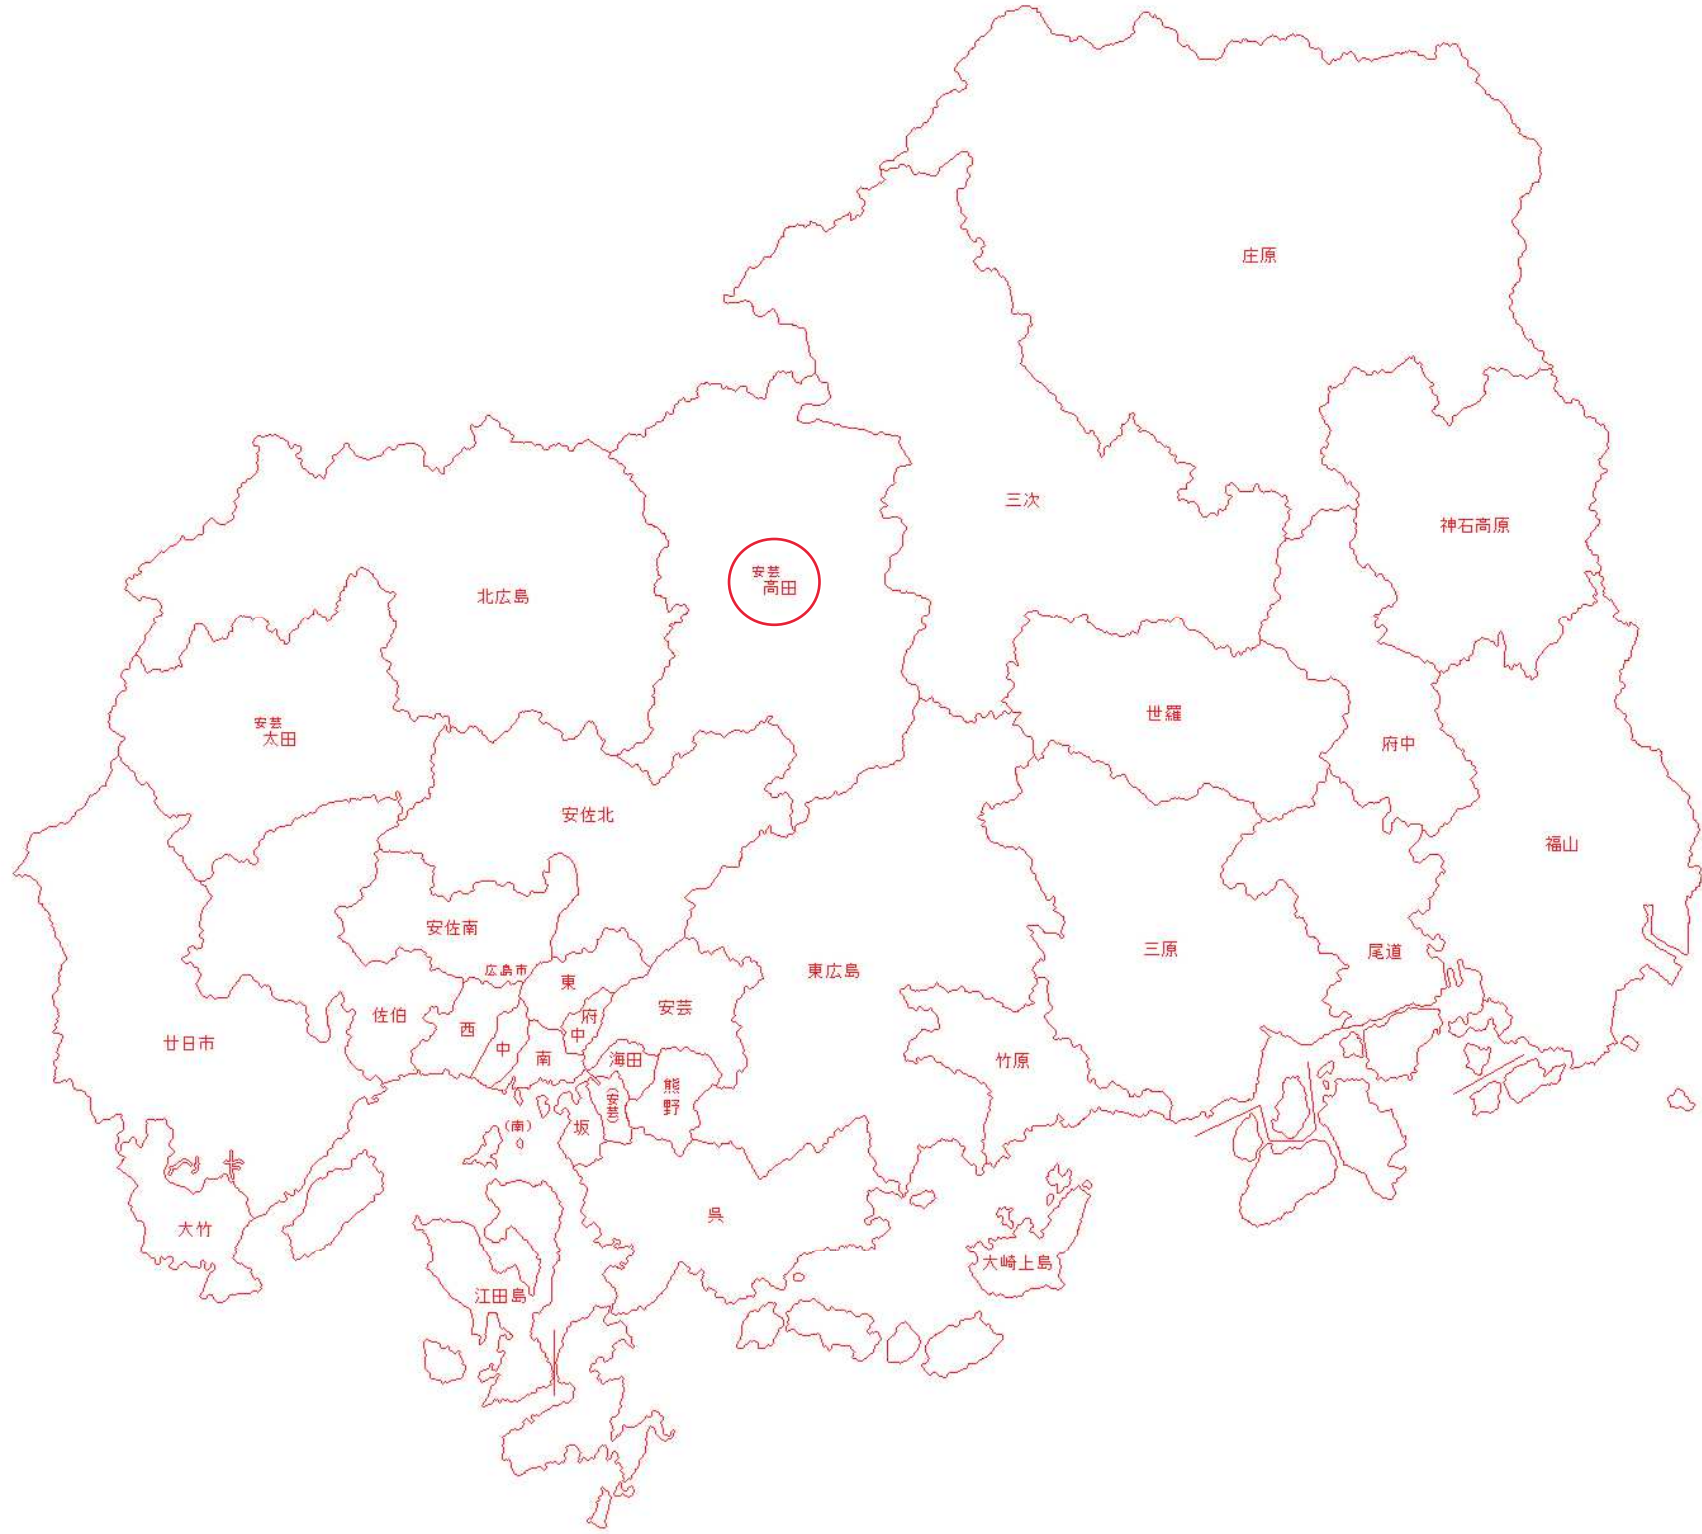 庄原
三次
神石高原
安芸
高田
北広島
世羅
安芸
太田
府中
安佐北
福山
安佐南
三原
尾道
広島市
東
東広島
安芸
佐伯
府
中
西
廿日市
中
南
海田
竹原
熊
野
(安芸)
(南)
坂
呉
大竹
大崎上島
江田島